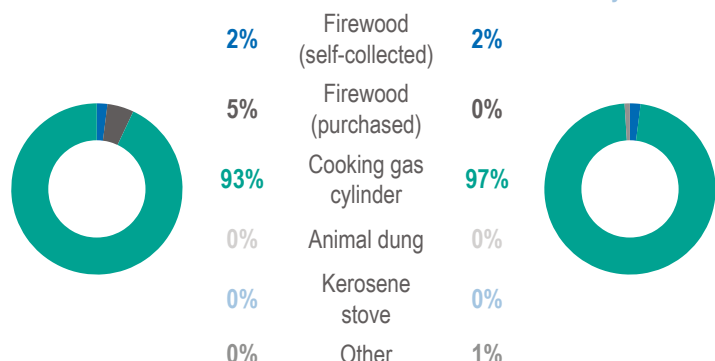 2% Firewood (self-collected) 2%
5% Firewood (purchased) 0%
93% Cooking gas cylinder 97%
0% Animal dung 0%
0% Kerosene stove 0%
0% Other 1%